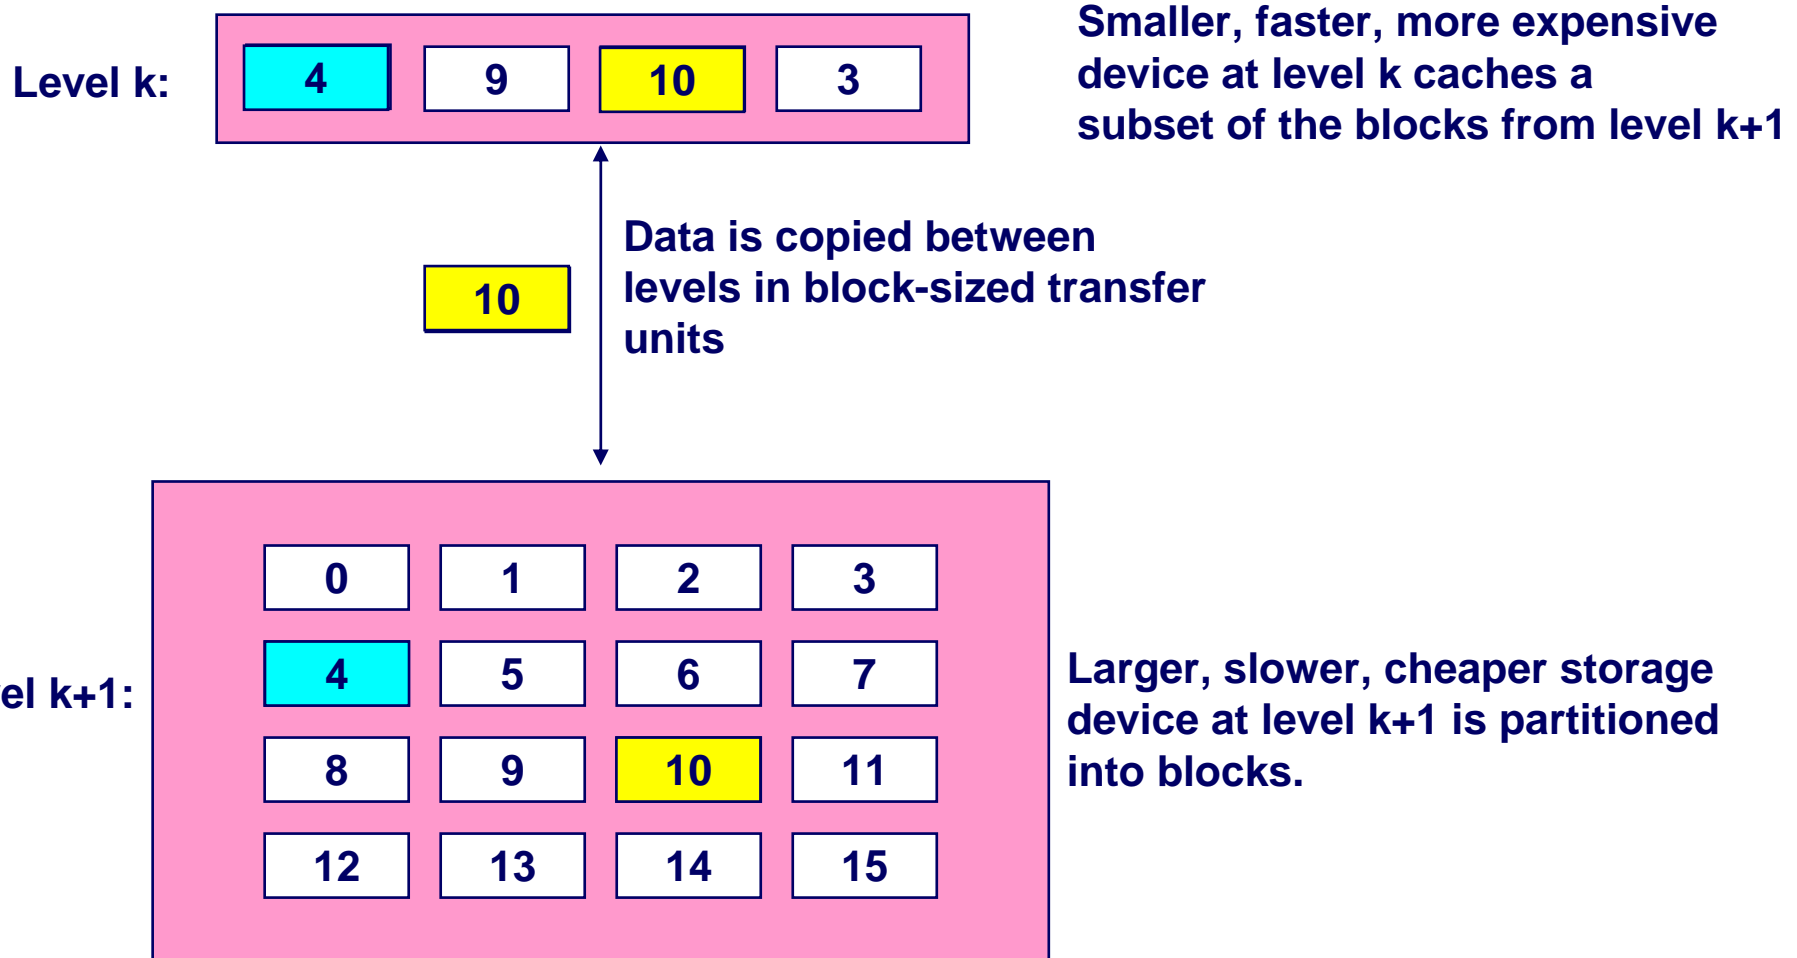 Smaller, faster, more expensive
device at level k caches a
subset of the blocks from level k+1
Level k:
4 9 10 3
Data is copied between
levels in block-sized transfer
units
10
0 1 2 3
4 5 6 7
8 9 10 11
12 13 14 15
el k+1:
Larger, slower, cheaper storage
device at level k+1 is partitioned
into blocks.